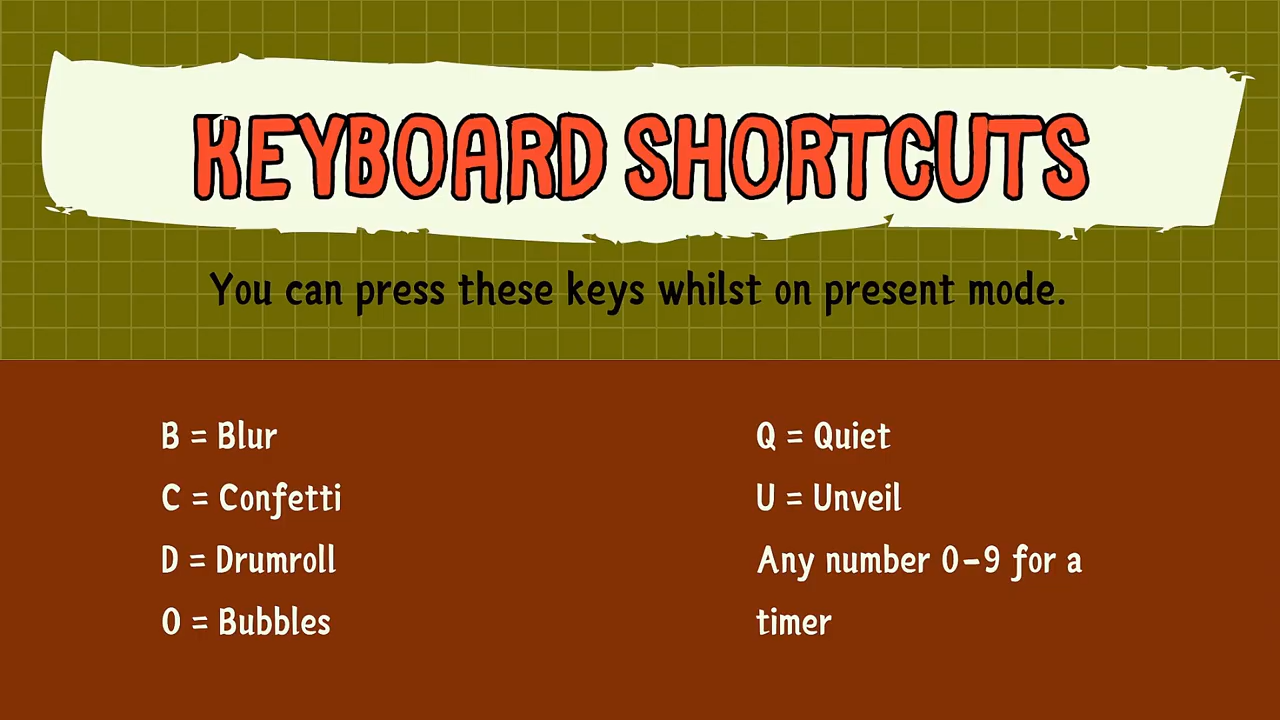 KEYBOARD SHORTCUTS
You can press these keys whilst on present mode.
B = Blur
C = Confetti
D = Drumroll
O = Bubbles
Q = Quiet
U = Unveil
Any number 0-9 for a
timer